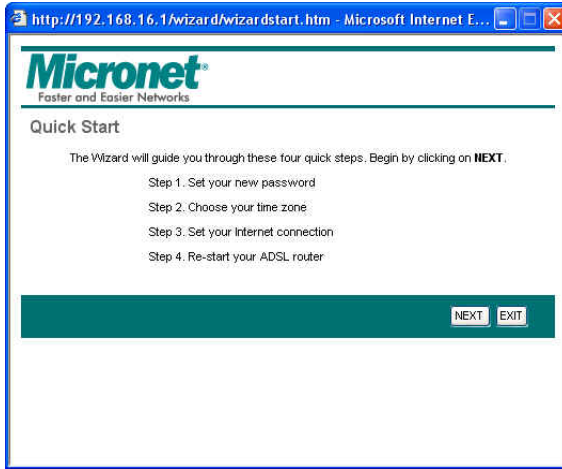 http://192.168.16.1/wizard/wizardstart.htm - Microsoft Internet E...
Micronet®
Faster and Easier Networks
Quick Start
The Wizard will guide you through these four quick steps. Begin by clicking on NEXT.
Step 1. Set your new password
Step 2. Choose your time zone
Step 3. Set your Internet connection
Step 4. Re-start your ADSL router
NEXT EXIT